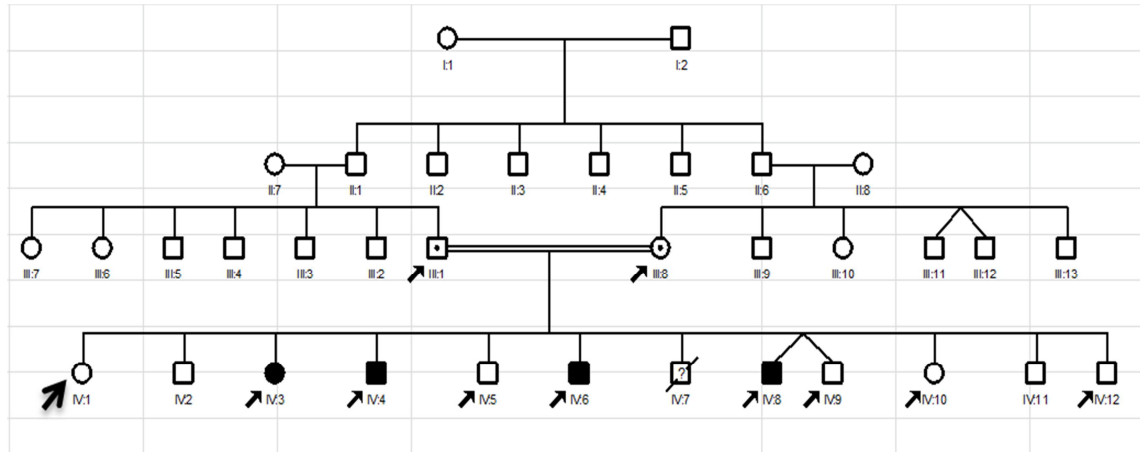 I:1 I:2
II:7 II:1 II:2 II:3 II:4 II:5 II:6 II:8
III:7 III:6 III:5 III:4 III:3 III:2 III:1 III:8 III:9 III:10 III:11 III:12 III:13
?
IV:1 IV:2 IV:3 IV:4 IV:5 IV:6 IV:7 IV:8 IV:9 IV:10 IV:11 IV:12